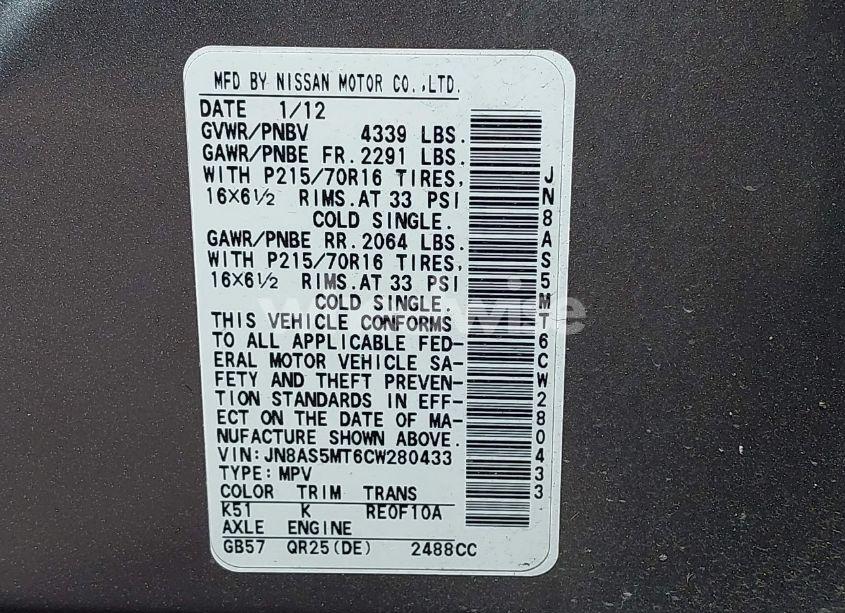 MFD BY NISSAN MOTOR CO.,LTD.
DATE 1/12
GVWR/PNBV 4339 LBS.
GAWR/PNBE FR.2291 LBS.
WITH P215/70R16 TIRES,
16X6½ RIMS.AT 33 PSI
COLD SINGLE.
GAWR/PNBE RR.2064 LBS.
WITH P215/70R16 TIRES,
16X6½ RIMS.AT 33 PSI
COLD SINGLE.
THIS VEHICLE CONFORMS
TO ALL APPLICABLE FED-
ERAL MOTOR VEHICLE SA-
FETY AND THEFT PREVEN-
TION STANDARDS IN EFF-
ECT ON THE DATE OF MA-
NUFACTURE SHOWN ABOVE.
VIN:JN8AS5MT6CW280433
TYPE:MPV
COLOR TRIM TRANS
K51 K RE0F10A
AXLE ENGINE
GB57 QR25(DE) 2488CC
JN8AS5MT6CW280433